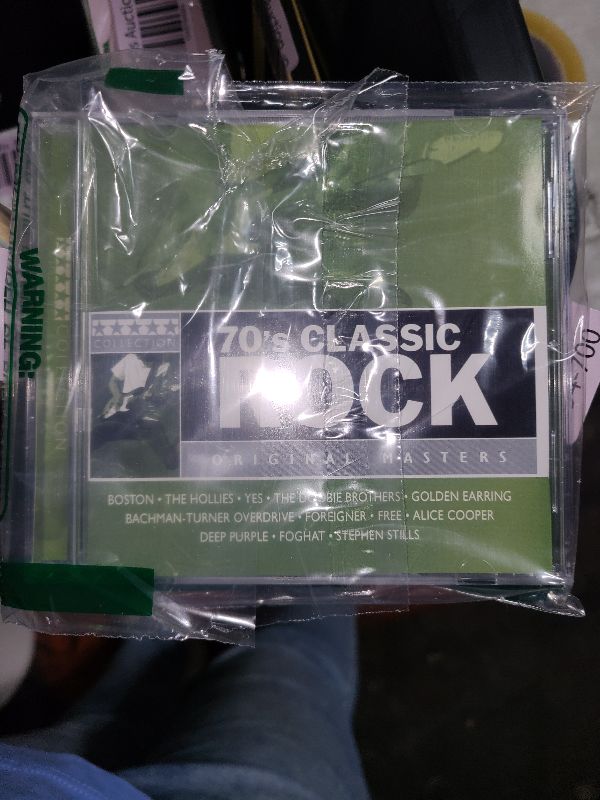 70's CLASSIC
ROCK
COLLECTION
ORIGINAL MASTERS
BOSTON • THE HOLLIES • YES • THE DOOBIE BROTHERS • GOLDEN EARRING
BACHMAN-TURNER OVERDRIVE • FOREIGNER • FREE • ALICE COOPER
DEEP PURPLE • FOGHAT • STEPHEN STILLS
COLLECTION
WARNING: